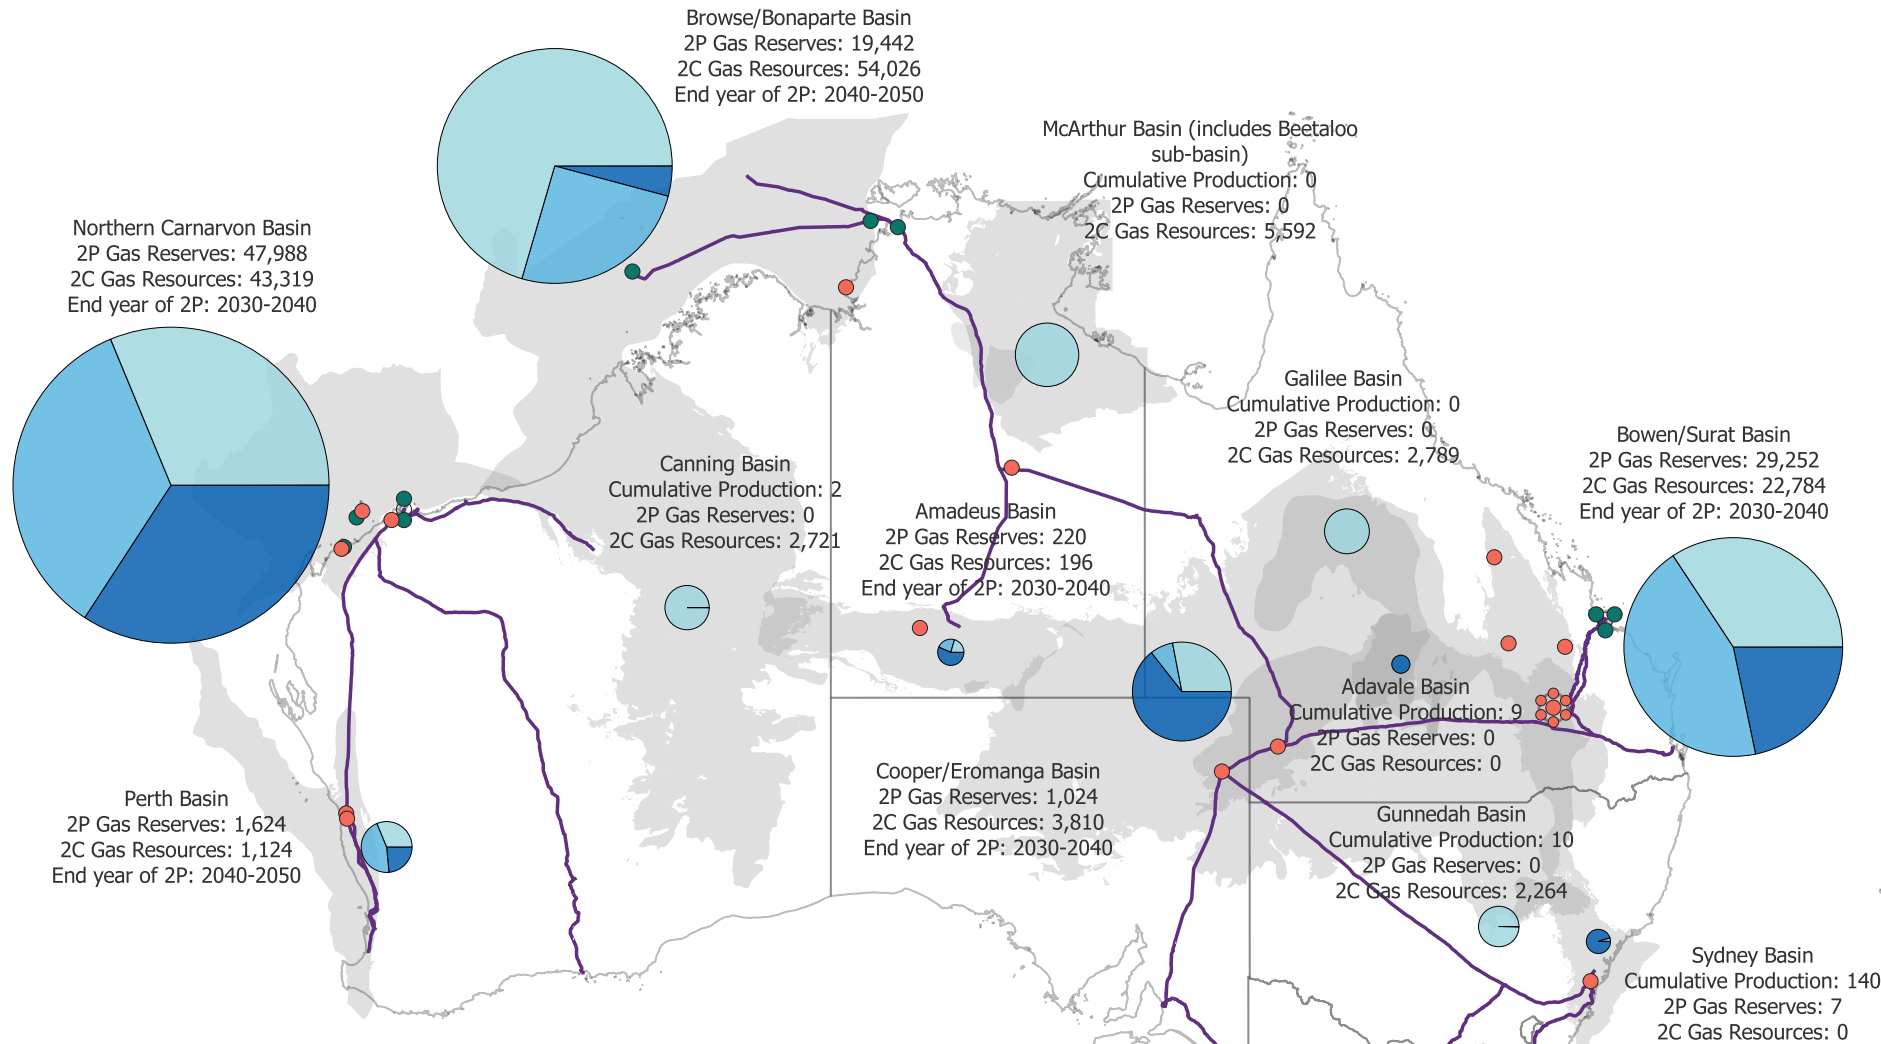 Browse/Bonaparte Basin
2P Gas Reserves: 19,442
2C Gas Resources: 54,026
End year of 2P: 2040-2050
McArthur Basin (includes Beetaloo
sub-basin)
Cumulative Production: 0
2P Gas Reserves: 0
2C Gas Resources: 5,592
Northern Carnarvon Basin
2P Gas Reserves: 47,988
2C Gas Resources: 43,319
End year of 2P: 2030-2040
Galilee Basin
Cumulative Production: 0
2P Gas Reserves: 0
2C Gas Resources: 2,789
Bowen/Surat Basin
2P Gas Reserves: 29,252
2C Gas Resources: 22,784
End year of 2P: 2030-2040
Canning Basin
Cumulative Production: 2
2P Gas Reserves: 0
2C Gas Resources: 2,721
Amadeus Basin
2P Gas Reserves: 220
2C Gas Resources: 196
End year of 2P: 2030-2040
Adavale Basin
Cumulative Production: 9
2P Gas Reserves: 0
2C Gas Resources: 0
Cooper/Eromanga Basin
2P Gas Reserves: 1,024
2C Gas Resources: 3,810
End year of 2P: 2030-2040
Perth Basin
2P Gas Reserves: 1,624
2C Gas Resources: 1,124
End year of 2P: 2040-2050
Gunnedah Basin
Cumulative Production: 10
2P Gas Reserves: 0
2C Gas Resources: 2,264
Sydney Basin
Cumulative Production: 140
2P Gas Reserves: 7
2C Gas Resources: 0